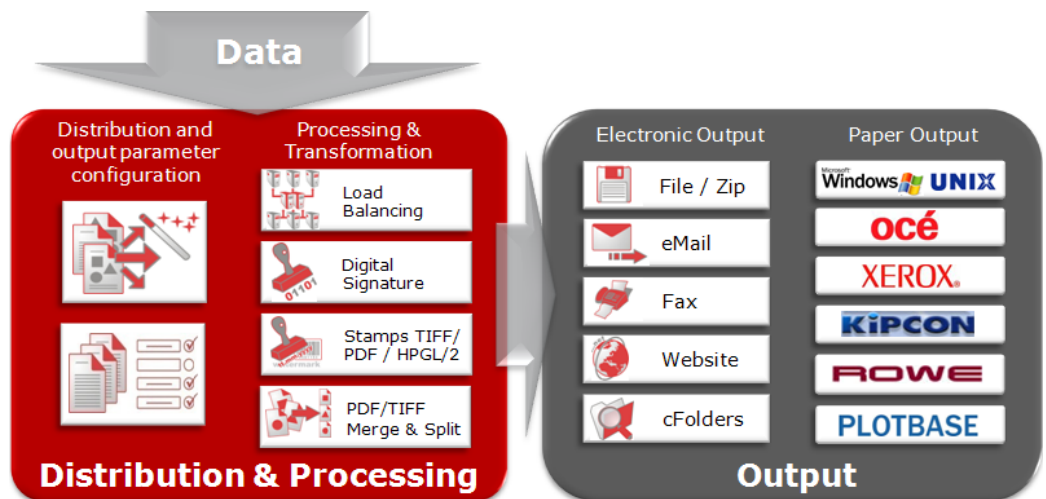 Data
Distribution and
output parameter
configuration
Processing &
Transformation
Load
Balancing
Digital
Signature
01101
Stamps TIFF/
PDF / HPGL/2
watermark
PDF/TIFF
Merge & Split
Distribution & Processing
Electronic Output
File / Zip
eMail
Fax
Website
cFolders
Paper Output
Microsoft
Windows UNIX
océ
XEROX®
KIPCON
ROWE
PLOTBASE
Output